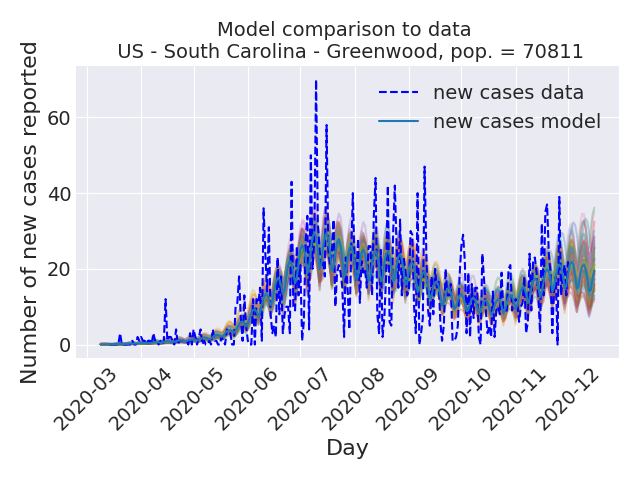 Model comparison to data
US - South Carolina - Greenwood, pop. = 70811
Number of new cases reported
60
40
20
0
new cases data
new cases model
2020-03
2020-04
2020-05
2020-06
2020-07
2020-08
2020-09
2020-10
2020-11
2020-12
Day